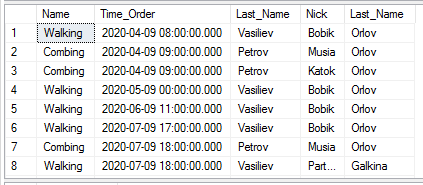 Name Time_Order Last_Name Nick Last_Name
1 Walking 2020-04-09 08:00:00.000 Vasiliev Bobik Orlov
2 Combing 2020-04-09 09:00:00.000 Petrov Musia Orlov
3 Combing 2020-04-09 09:00:00.000 Petrov Katok Orlov
4 Walking 2020-05-09 00:00:00.000 Vasiliev Bobik Orlov
5 Walking 2020-06-09 11:00:00.000 Vasiliev Bobik Orlov
6 Walking 2020-07-09 17:00:00.000 Vasiliev Bobik Orlov
7 Combing 2020-07-09 18:00:00.000 Petrov Musia Orlov
8 Walking 2020-07-09 18:00:00.000 Vasiliev Part... Galkina